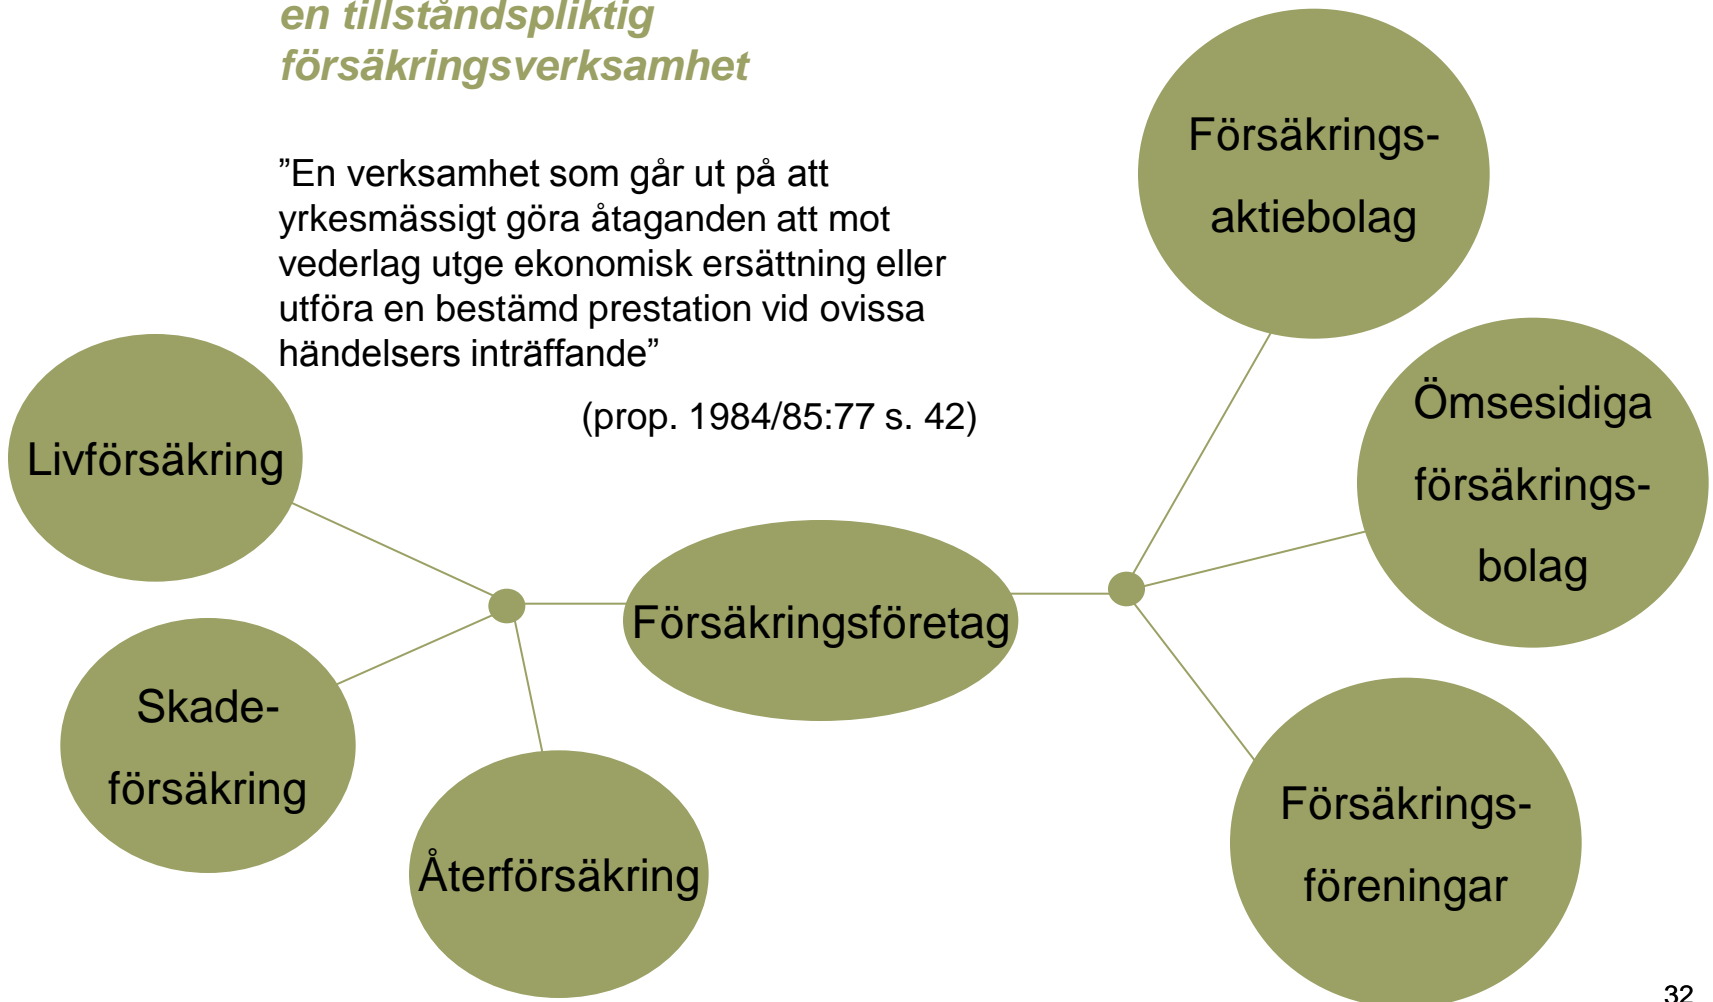 en tillståndspliktig
försäkringsverksamhet
”En verksamhet som går ut på att
yrkesmässigt göra åtaganden att mot
vederlag utge ekonomisk ersättning eller
utföra en bestämd prestation vid ovissa
händelsers inträffande”
(prop. 1984/85:77 s. 42)
Livförsäkring
Skade-
försäkring
Återförsäkring
Försäkringsföretag
Försäkrings-
aktiebolag
Ömsesidiga
försäkrings-
bolag
Försäkrings-
föreningar
32